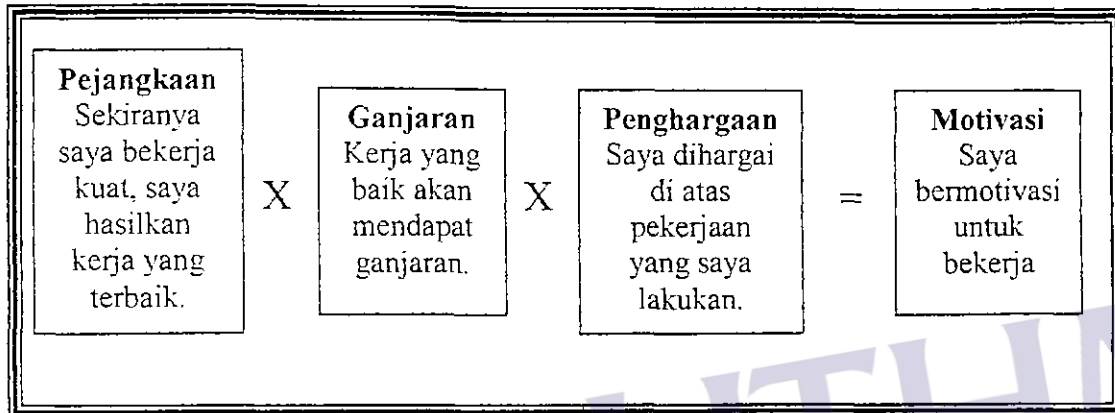 Pejangkaan
Sekiranya
saya bekerja
kuat, saya
hasilkan
kerja yang
terbaik.
X
Ganjaran
Kerja yang
baik akan
mendapat
ganjaran.
X
Penghargaan
Saya dihargai
di atas
pekerjaan
yang saya
lakukan.
=
Motivasi
Saya
bermotivasi
untuk
bekerja
UTHM